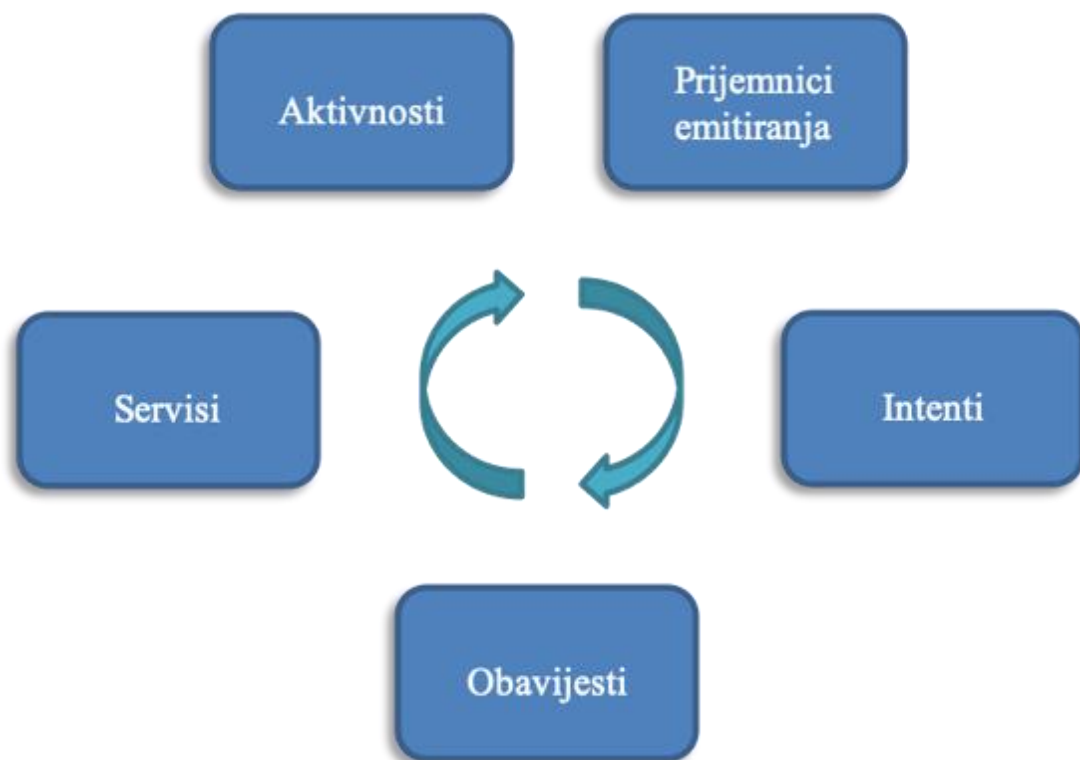 Aktivnosti
Prijemnici
emitiranja
Servisi
Intenti
Obavijesti